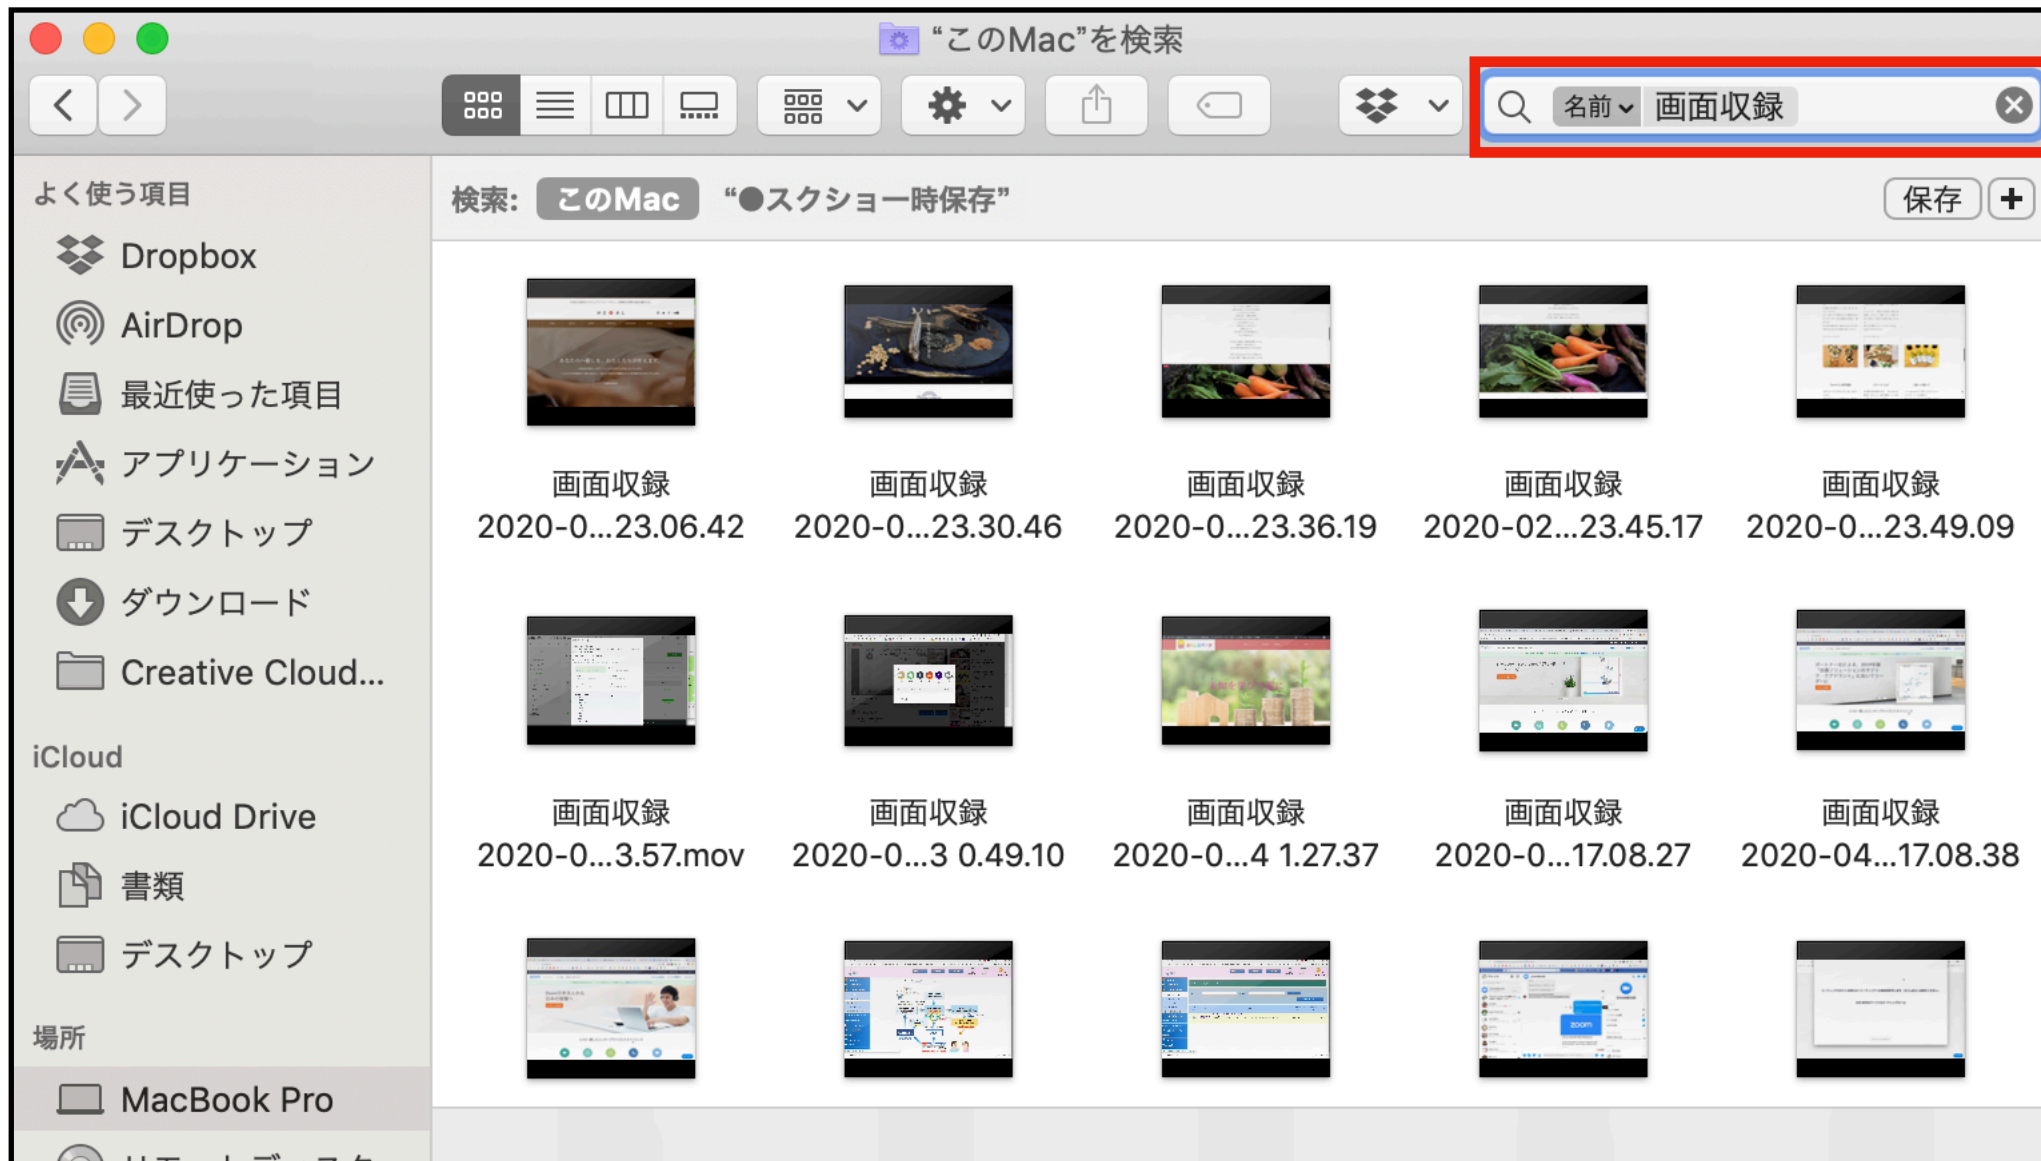 “このMac”を検索
名前 画面収録
よく使う項目
Dropbox
AirDrop
最近使った項目
アプリケーション
デスクトップ
ダウンロード
Creative Cloud...
iCloud
iCloud Drive
書類
デスクトップ
場所
MacBook Pro
リモートディスク
検索: このMac “●スクショ一時保存” 保存 +
画面収録 画面収録 画面収録 画面収録 画面収録
2020-0...23.06.42 2020-0...23.30.46 2020-0...23.36.19 2020-02...23.45.17 2020-0...23.49.09
画面収録 画面収録 画面収録 画面収録 画面収録
2020-0...3.57.mov 2020-0...3 0.49.10 2020-0...4 1.27.37 2020-0...17.08.27 2020-04...17.08.38
zoom